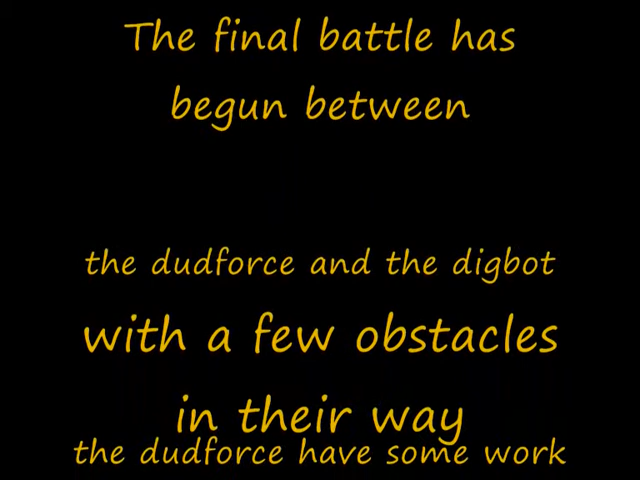 The final battle has
begun between
the dudforce and the digbot
with a few obstacles
in their way
the dudforce have some work